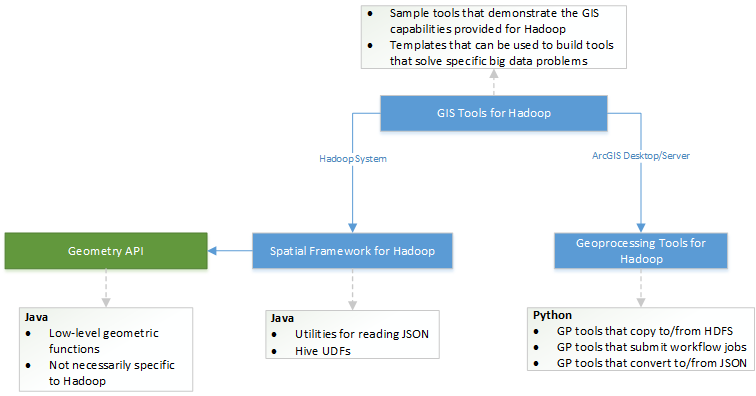 ● Sample tools that demonstrate the GIS
capabilities provided for Hadoop
● Templates that can be used to build tools
that solve specific big data problems
GIS Tools for Hadoop
Hadoop System
ArcGIS Desktop/Server
Geometry API
Spatial Framework for Hadoop
Geoprocessing Tools for
Hadoop
Java
● Low-level geometric
functions
● Not necessarily specific
to Hadoop
Java
● Utilities for reading JSON
● Hive UDFs
Python
● GP tools that copy to/from HDFS
● GP tools that submit workflow jobs
● GP tools that convert to/from JSON